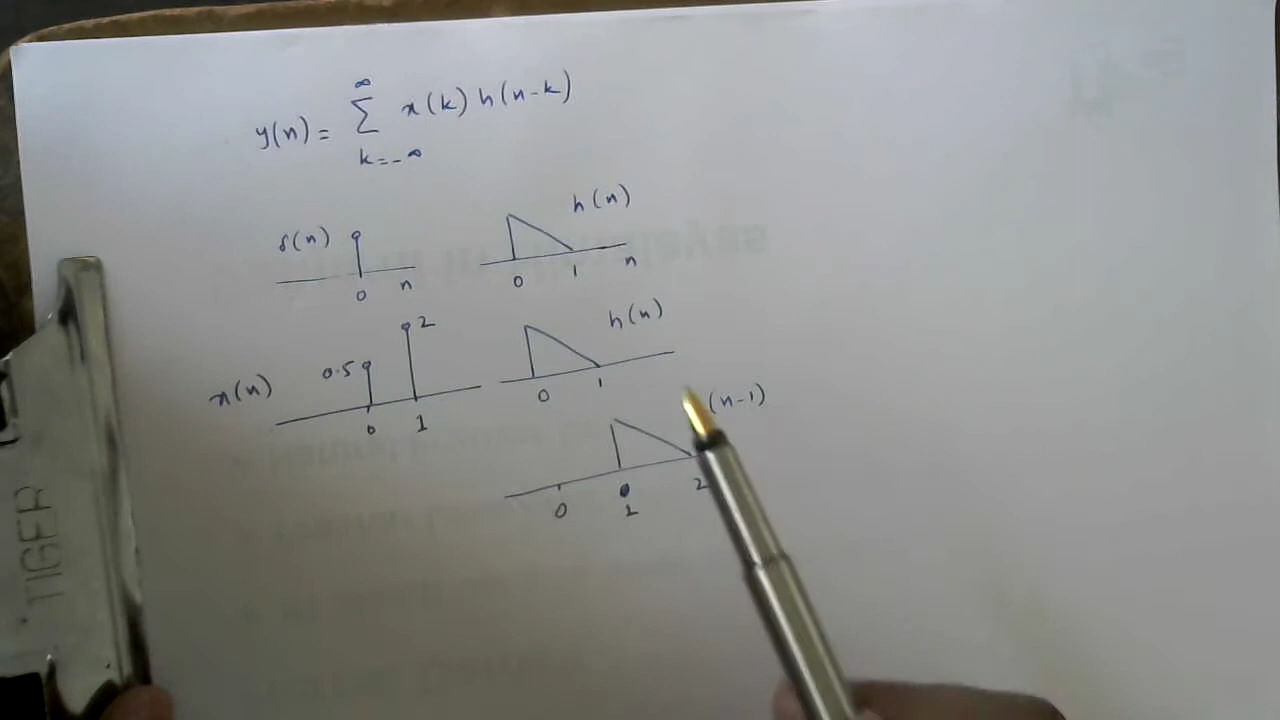 y(n) = ∞ Σ k=-∞ x(k) h(n-k)
δ(n) 0 n h(n) 0 1 n
x(n) 0.5 2 0 1 h(n) 0 1
(n-1) 0 1 2
TIGER